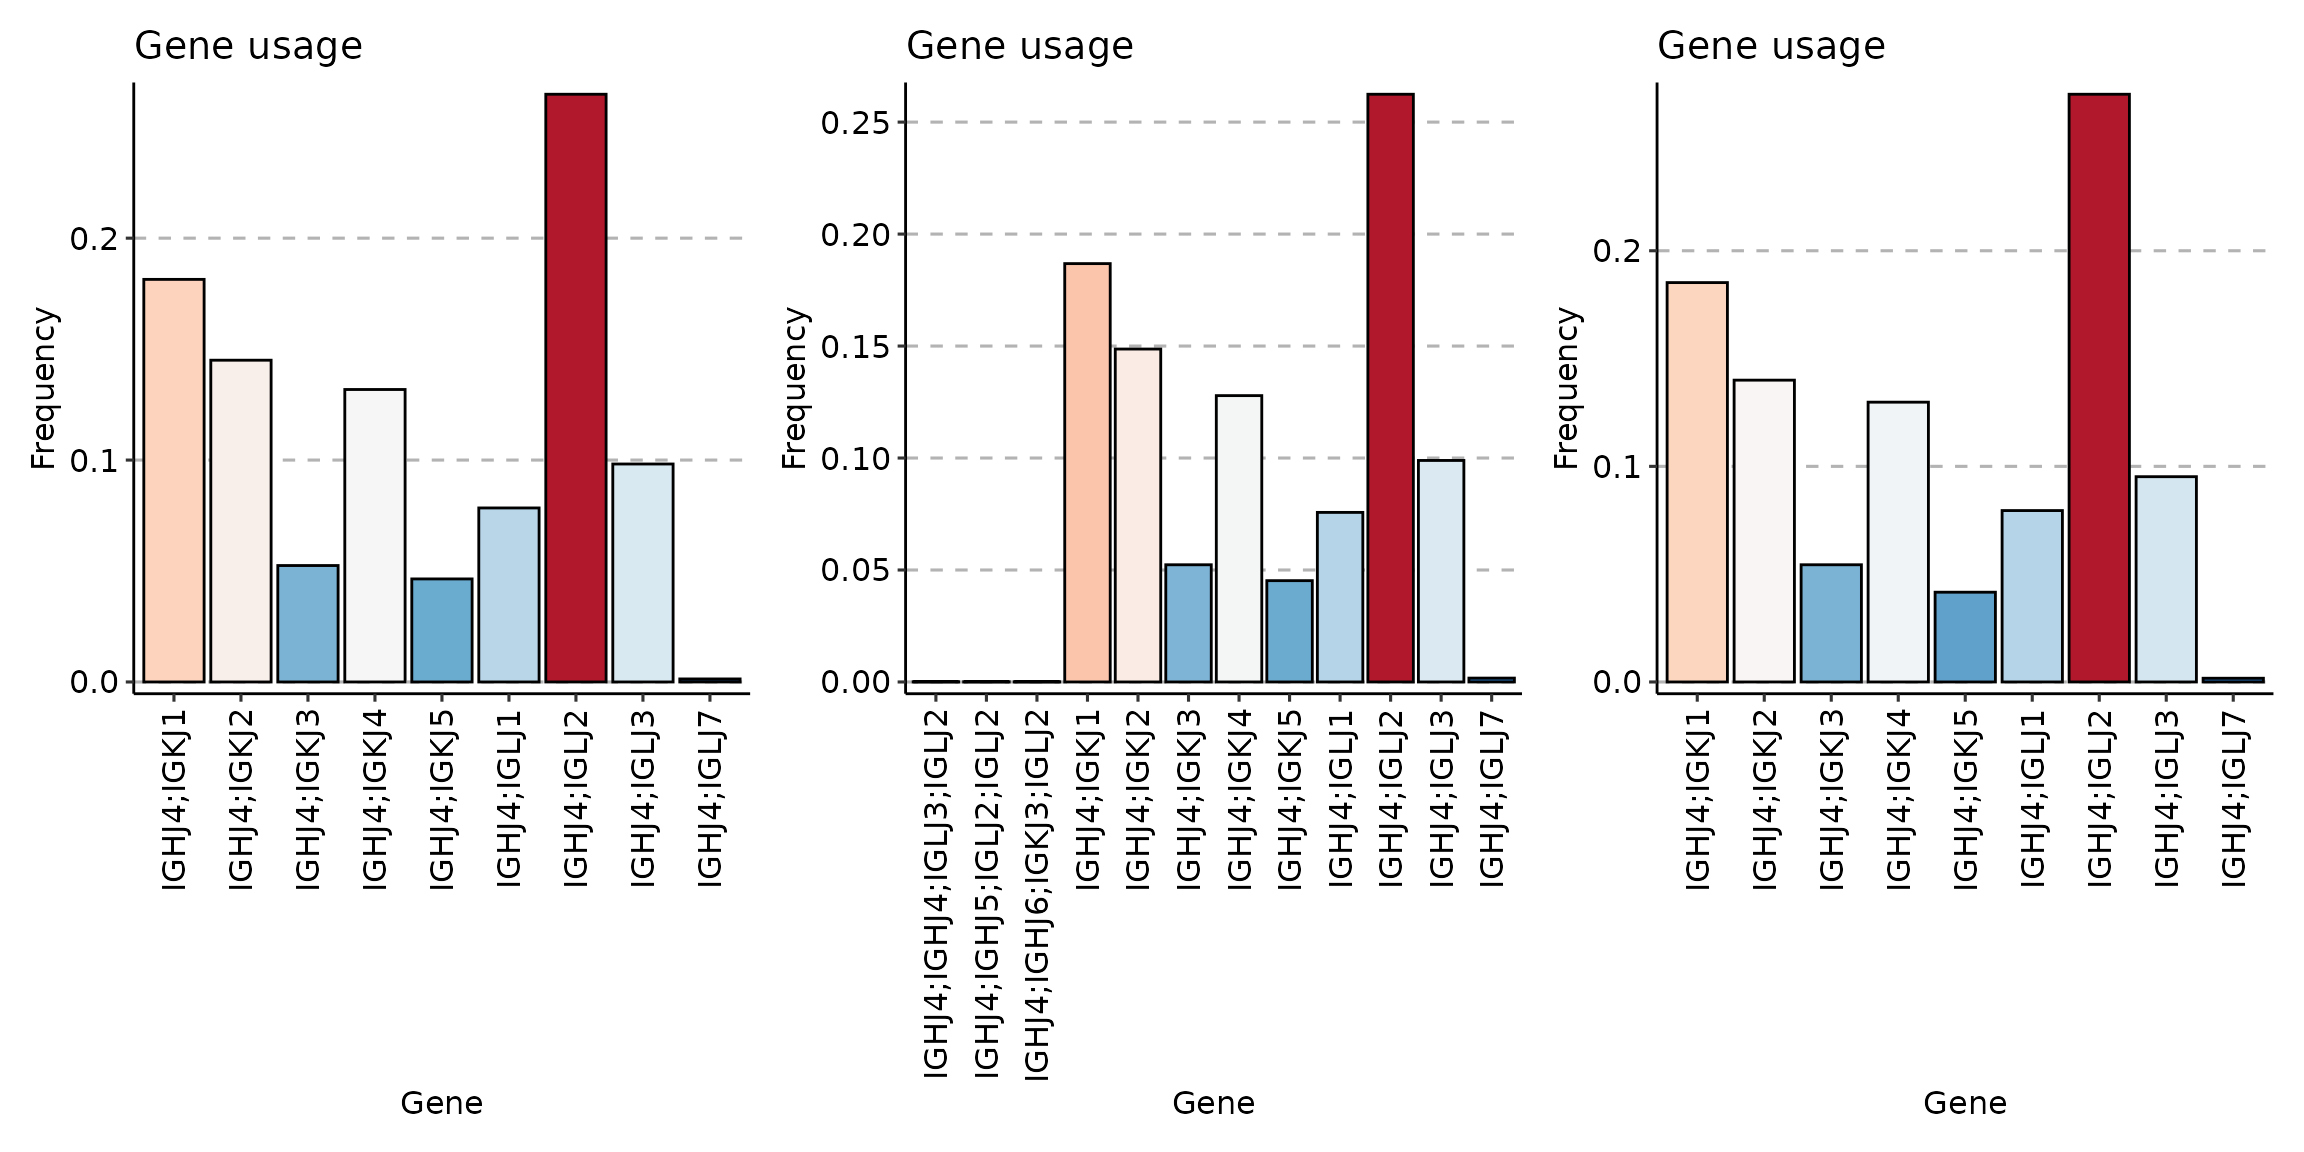 Gene usage
Frequency
0.2
0.1
0.0
IGHJ4;IGKJ1
IGHJ4;IGKJ2
IGHJ4;IGKJ3
IGHJ4;IGKJ4
IGHJ4;IGKJ5
IGHJ4;IGLJ1
IGHJ4;IGLJ2
IGHJ4;IGLJ3
IGHJ4;IGLJ7
Gene
Gene usage
Frequency
0.25
0.20
0.15
0.10
0.05
0.00
IGHJ4;IGHJ4;IGLJ3;IGLJ2
IGHJ4;IGHJ5;IGLJ2;IGLJ2
IGHJ4;IGHJ6;IGKJ3;IGLJ2
IGHJ4;IGKJ1
IGHJ4;IGKJ2
IGHJ4;IGKJ3
IGHJ4;IGKJ4
IGHJ4;IGKJ5
IGHJ4;IGLJ1
IGHJ4;IGLJ2
IGHJ4;IGLJ3
IGHJ4;IGLJ7
Gene
Gene usage
Frequency
0.2
0.1
0.0
IGHJ4;IGKJ1
IGHJ4;IGKJ2
IGHJ4;IGKJ3
IGHJ4;IGKJ4
IGHJ4;IGKJ5
IGHJ4;IGLJ1
IGHJ4;IGLJ2
IGHJ4;IGLJ3
IGHJ4;IGLJ7
Gene